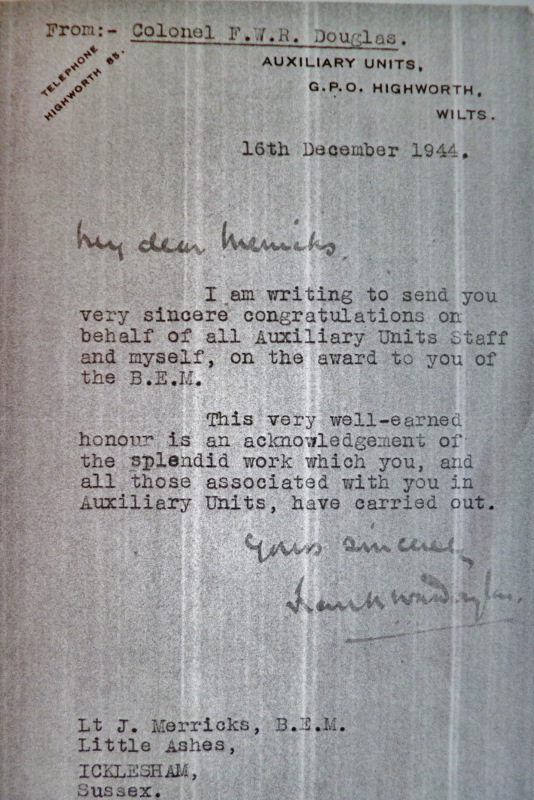 From:- Colonel F.W.R. Douglas.
TELEPHONE
HIGHWORTH 85.
AUXILIARY UNITS,
G.P.O. HIGHWORTH,
WILTS.
16th December 1944.
My dear Merricks,
I am writing to send you
very sincere congratulations on
behalf of all Auxiliary Units Staff
and myself, on the award to you of
the B.E.M.
This very well-earned
honour is an acknowledgement of
the splendid work which you, and
all those associated with you in
Auxiliary Units, have carried out.
Yours sincerely
Frank W R Douglas.
Lt J. Merricks, B.E.M.
Little Ashes,
ICKLESHAM,
Sussex.